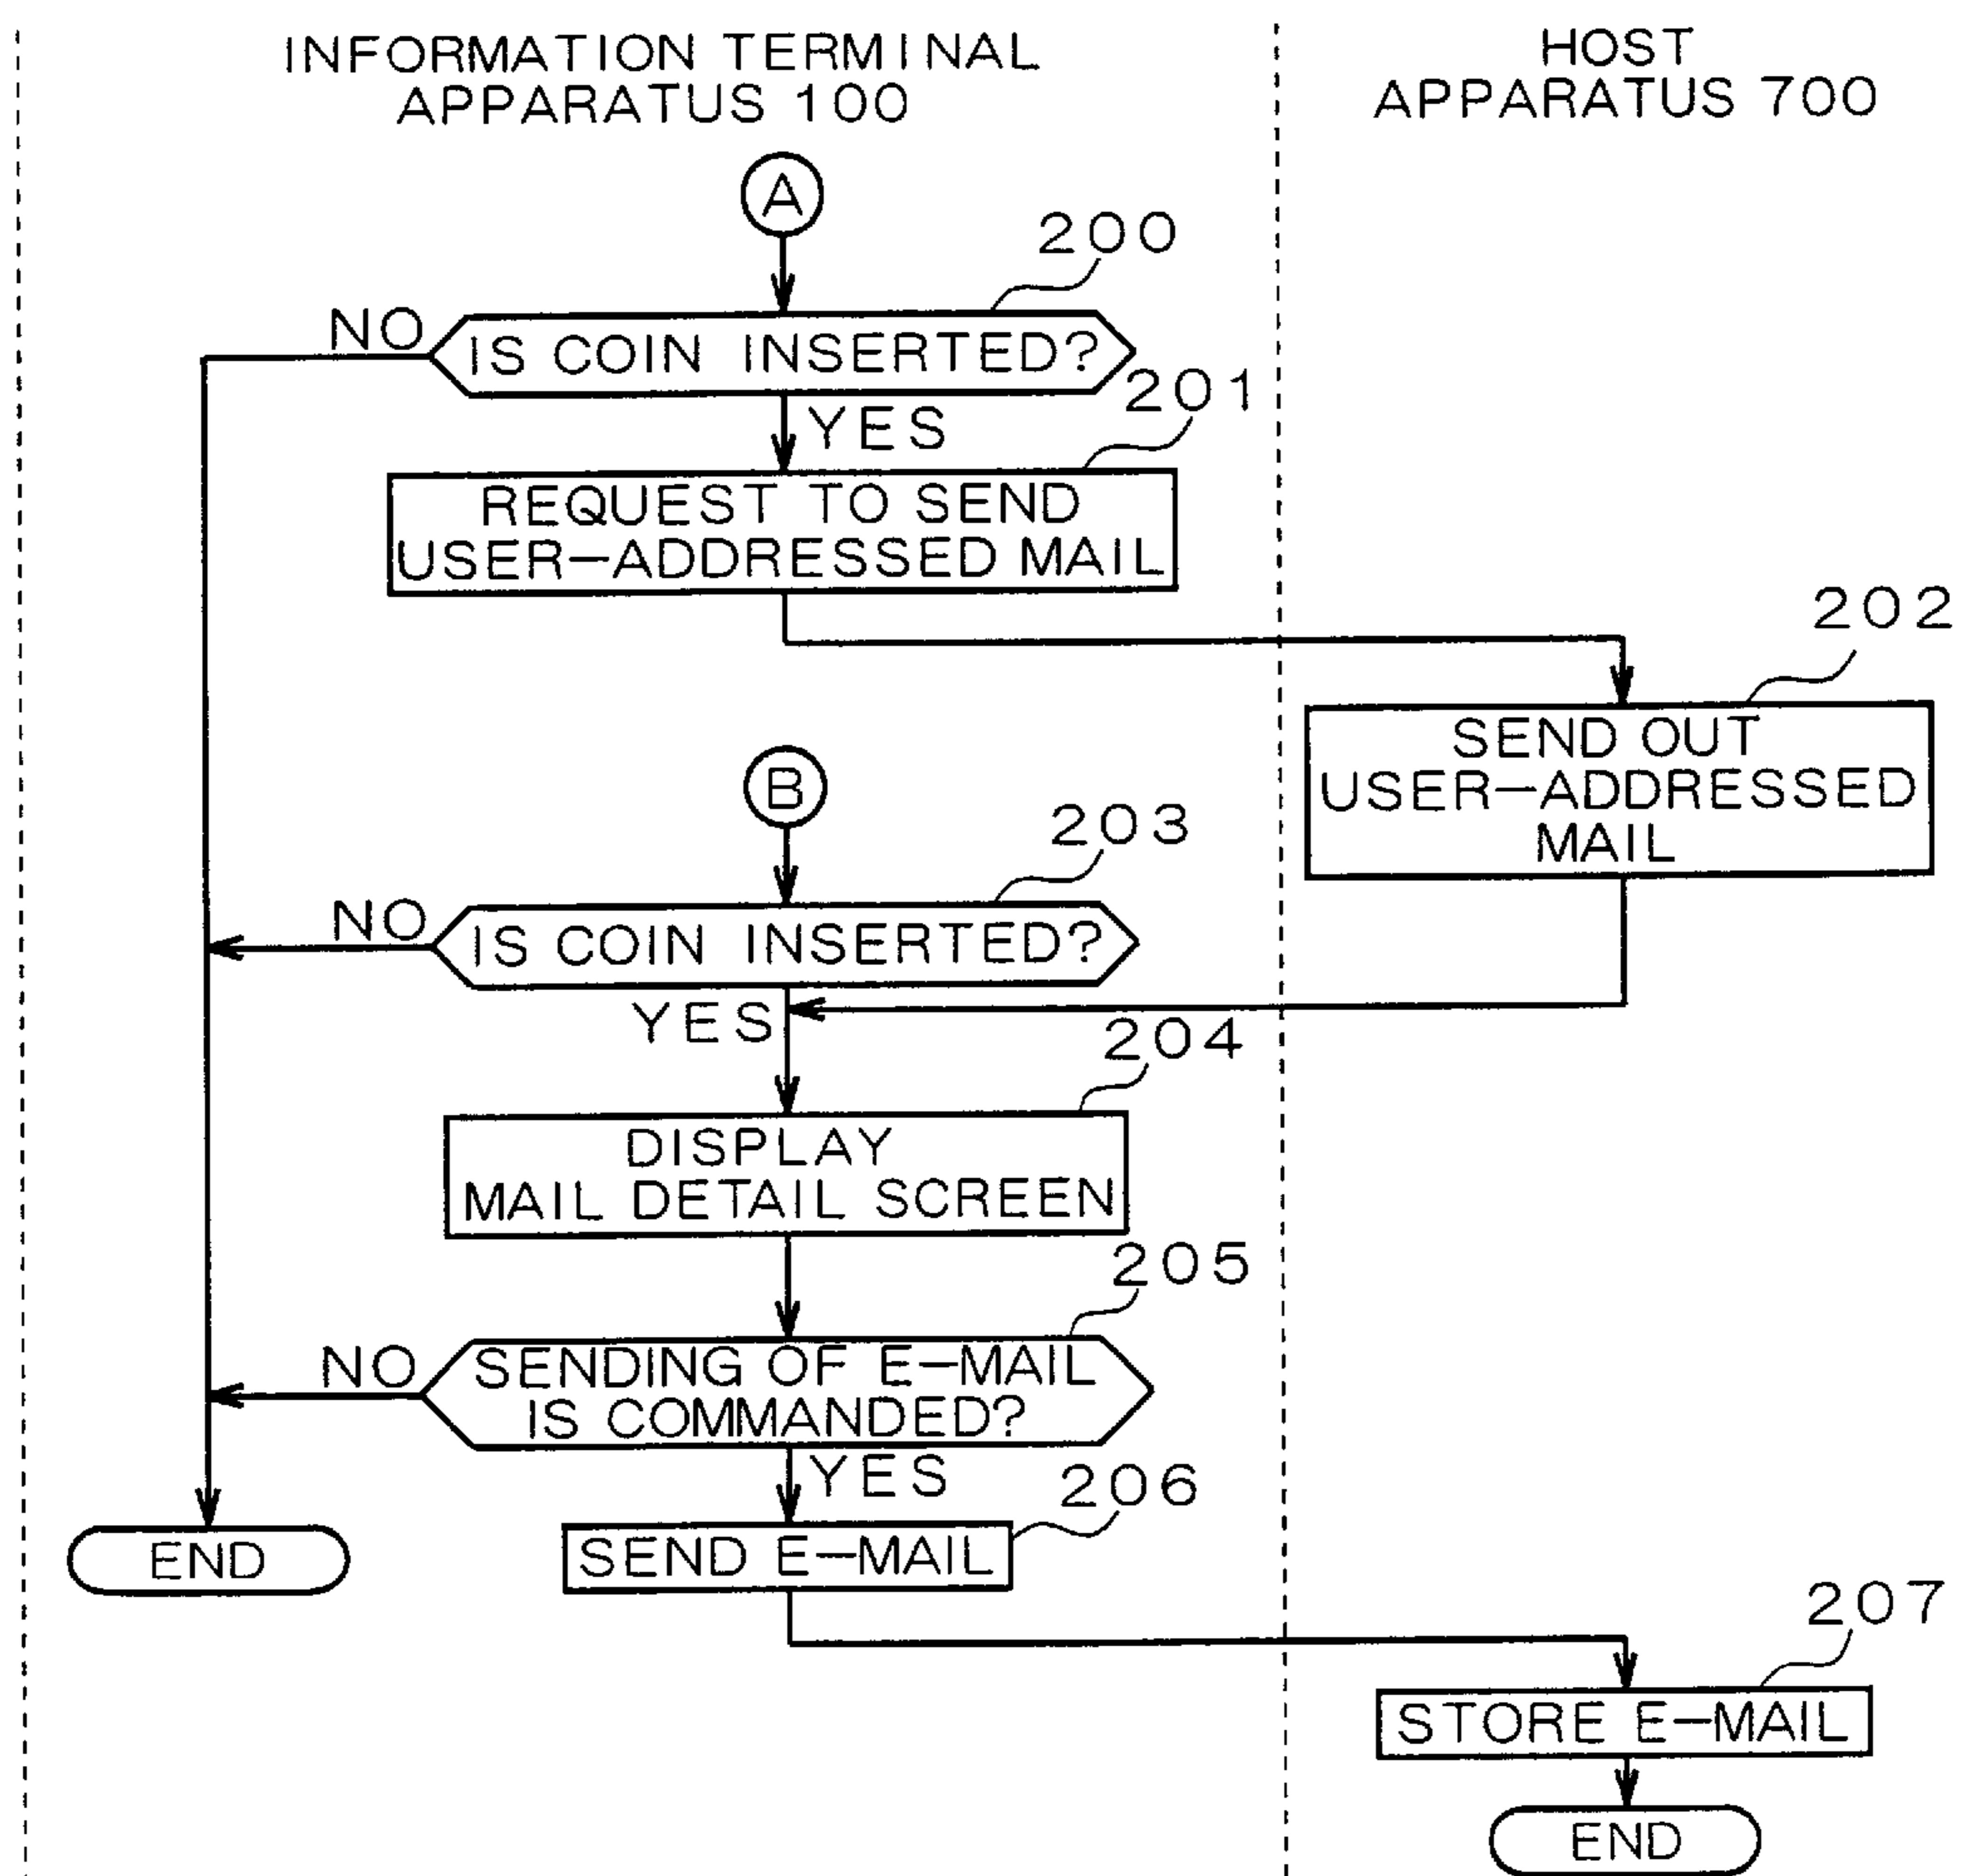 INFORMATION TERMINAL
APPARATUS 100
HOST
APPARATUS 700
A
200
NO
IS COIN INSERTED?
201
YES
REQUEST TO SEND
USER-ADDRESSED MAIL
202
SEND OUT
USER-ADDRESSED
MAIL
B
203
NO
IS COIN INSERTED?
YES
204
DISPLAY
MAIL DETAIL SCREEN
205
NO
SENDING OF E-MAIL
IS COMMANDED?
YES
206
END
SEND E-MAIL
207
STORE E-MAIL
END